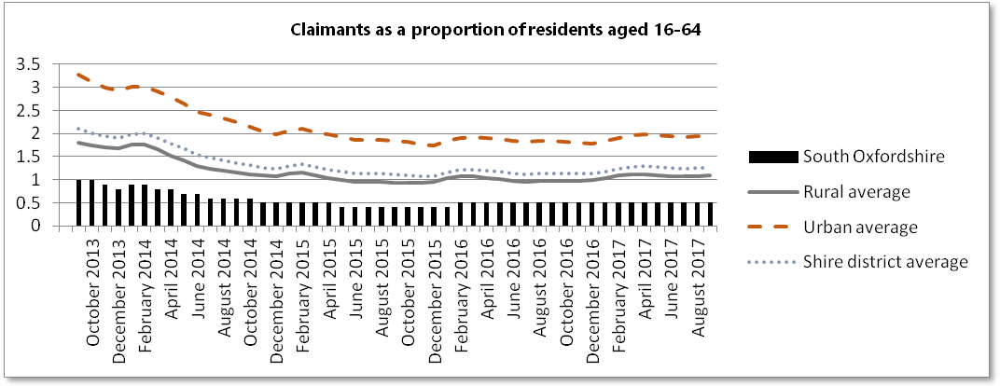 Claimants as a proportion of residents aged 16-64
3.5
3
2.5
2
1.5
1
0.5
0
October 2013
December 2013
February 2014
April 2014
June 2014
August 2014
October 2014
December 2014
February 2015
April 2015
June 2015
August 2015
October 2015
December 2015
February 2016
April 2016
June 2016
August 2016
October 2016
December 2016
February 2017
April 2017
June 2017
August 2017
South Oxfordshire
Rural average
Urban average
Shire district average